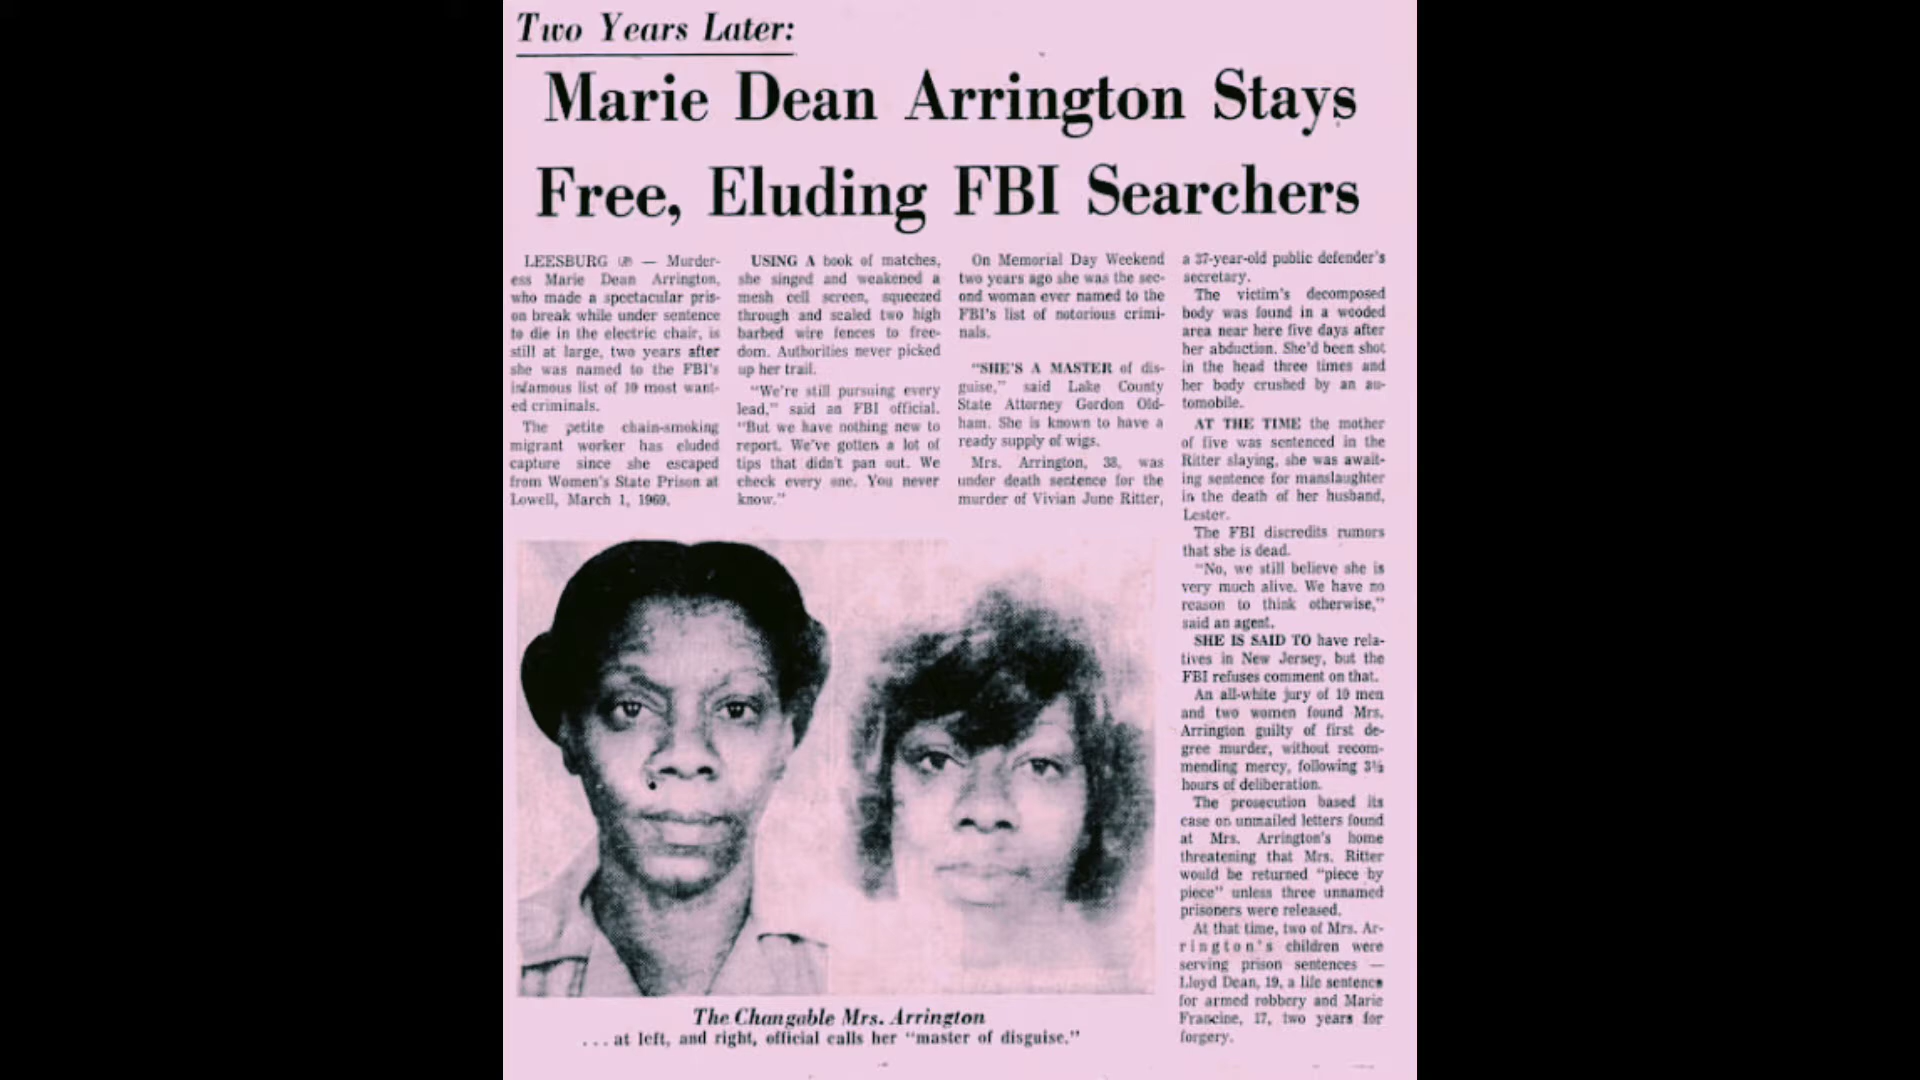 Two Years Later:
Marie Dean Arrington Stays
Free, Eluding FBI Searchers
LEESBURG — Murder-
ess Marie Dean Arrington,
who made a spectacular pris-
on break while under sentence
to die in the electric chair, is
still at large, two years after
she was named to the FBI's
infamous list of 10 most want-
ed criminals.
The petite chain-smoking
migrant worker has eluded
capture since she escaped
from Women's State Prison at
Lowell, March 1, 1969.
USING A book of matches,
she singed and weakened a
mesh cell screen, squeezed
through and scaled two high
barbed wire fences to free-
dom. Authorities never picked
up her trail.
"We're still pursuing every
lead," said an FBI official.
"But we have nothing new to
report. We've gotten a lot of
tips that didn't pan out. We
check every one. You never
know."
On Memorial Day Weekend
two years ago she was the sec-
ond woman ever named to the
FBI's list of notorious crimi-
nals.
"SHE'S A MASTER of dis-
guise," said Lake County
State Attorney Gordon Old-
ham. She is known to have a
ready supply of wigs.
Mrs. Arrington, 38, was
under death sentence for the
murder of Vivian June Ritter,
a 37-year-old public defender's
secretary.
The victim's decomposed
body was found in a wooded
area near here five days after
her abduction. She'd been shot
in the head three times and
her body crushed by an au-
tomobile.
AT THE TIME the mother
of five was sentenced in the
Ritter slaying, she was await-
ing sentence for manslaughter
in the death of her husband,
Lester.
The FBI discredits rumors
that she is dead.
"No, we still believe she is
very much alive. We have no
reason to think otherwise,"
said an agent.
SHE IS SAID TO have rela-
tives in New Jersey, but the
FBI refuses comment on that.
An all-white jury of 10 men
and two women found Mrs.
Arrington guilty of first de-
gree murder, without recom-
mending mercy, following 3½
hours of deliberation.
The prosecution based its
case on unmailed letters found
at Mrs. Arrington's home
threatening that Mrs. Ritter
would be returned "piece by
piece" unless three unnamed
prisoners were released.
At that time, two of Mrs. Ar-
rington's children were
serving prison sentences —
Lloyd Dean, 19, a life sentence
for armed robbery and Marie
Francine, 17, two years for
forgery.
The Changable Mrs. Arrington
...at left, and right, official calls her "master of disguise."